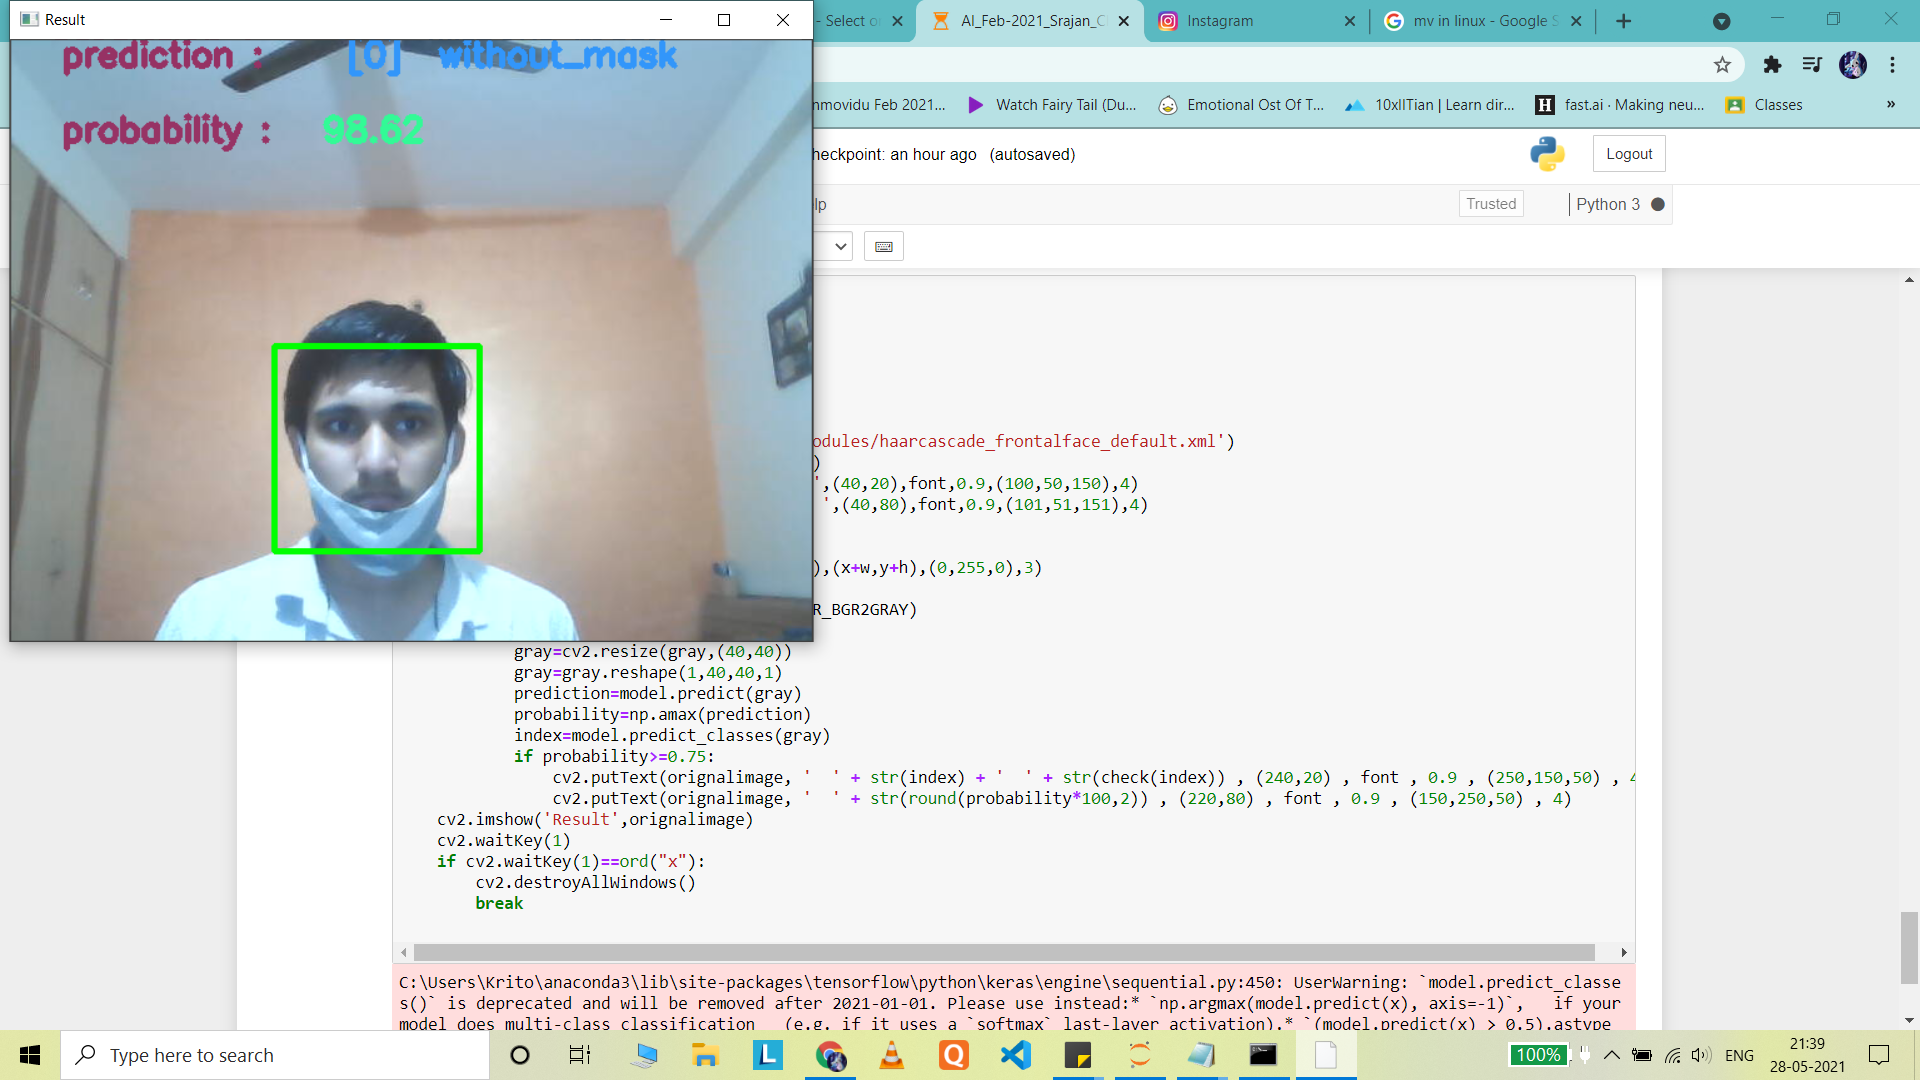 Result
prediction : [0] without_mask
probability : 98.62
- Select o
AI_Feb-2021_Srajan_C
Instagram
mv in linux - Google S
nmovidu Feb 2021...
Watch Fairy Tail (Du...
Emotional Ost Of T...
10xIITian | Learn dir...
H
fast.ai · Making neu...
Classes
»
heckpoint: an hour ago (autosaved)
Logout
lp
Trusted
Python 3
odules/haarcascade_frontalface_default.xml')
)
',(40,20),font,0.9,(100,50,150),4)
',(40,80),font,0.9,(101,51,151),4)
),(x+w,y+h),(0,255,0),3)
R_BGR2GRAY)
gray=cv2.resize(gray,(40,40))
gray=gray.reshape(1,40,40,1)
prediction=model.predict(gray)
probability=np.amax(prediction)
index=model.predict_classes(gray)
if probability>=0.75:
cv2.putText(orignalimage, '  ' + str(index) + '  ' + str(check(index)) , (240,20) , font , 0.9 , (250,150,50) , 4
cv2.putText(orignalimage, '  ' + str(round(probability*100,2)) , (220,80) , font , 0.9 , (150,250,50) , 4)
cv2.imshow('Result',orignalimage)
cv2.waitKey(1)
if cv2.waitKey(1)==ord("x"):
cv2.destroyAllWindows()
break
C:\Users\Krito\anaconda3\lib\site-packages\tensorflow\python\keras\engine\sequential.py:450: UserWarning: `model.predict_classe
s()` is deprecated and will be removed after 2021-01-01. Please use instead:* `np.argmax(model.predict(x), axis=-1)`,   if your
model does multi-class classification   (e.g. if it uses a `softmax` last-layer activation).* `(model.predict(x) > 0.5).astype
Type here to search
L
Q
100%
ENG
21:39
28-05-2021